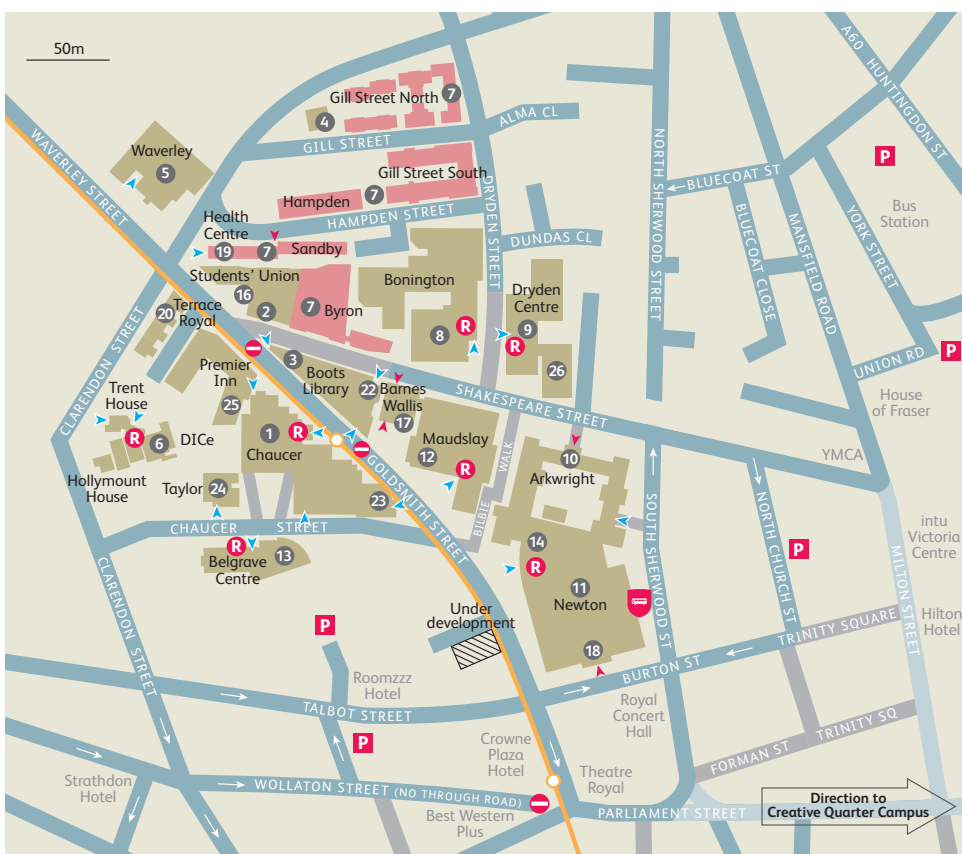 50m
A60 HUNTINGDON ST
Gill Street North
7
4
ALMA CL
GILL STREET
WAVERLEY STREET
Waverley
5
NORTH SHERWOOD STREET
P
BLUECOAT ST
Gill Street South
DRYDEN STREET
Hampden
7
HAMPDEN STREET
YORK STREET
Bus
Station
MANSFIELD ROAD
BLUECOAT CLOSE
Health
Centre
19
7
Sandby
DUNDAS CL
Students' Union
16
2
7
Byron
Bonington
Dryden
Centre
8
R
9
R
26
20
Terrace
Royal
CLARENDON STREET
3
Boots
Library
22
Barnes
Wallis
17
Premier
Inn
25
SHAKESPEARE STREET
P
UNION RD
House
of Fraser
YMCA
Trent
House
R
6
DICe
Hollymount
House
1
R
Chaucer
Maudslay
12
R
WALK
BILBIE
10
Arkwright
Taylor
24
23
GOLDSMITH STREET
CHAUCER STREET
R
Belgrave
Centre
13
14
R
11
Newton
18
SOUTH SHERWOOD ST
NORTH CHURCH ST
P
intu
Victoria
Centre
MILTON STREET
Hilton
Hotel
TRINITY SQUARE
CLARENDON STREET
Under
development
P
BURTON ST
Roomzzz
Hotel
TALBOT STREET
Royal
Concert
Hall
TRINITY SQ
FORMAN ST
P
Crowne
Plaza
Hotel
Theatre
Royal
Strathdon
Hotel
WOLLATON STREET (NO THROUGH ROAD)
Best Western
Plus
PARLIAMENT STREET
Direction to
Creative Quarter Campus